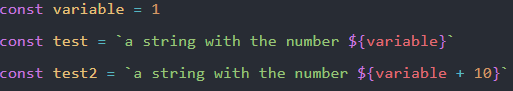 const variable = 1
const test = `a string with the number ${variable}`
const test2 = `a string with the number ${variable + 10}`